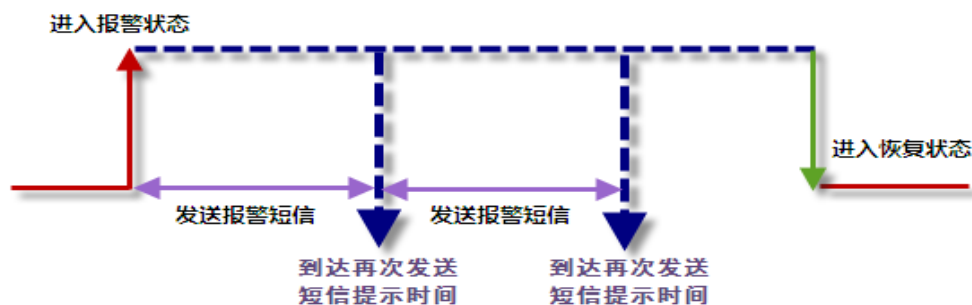 进入报警状态
进入恢复状态
发送报警短信
发送报警短信
到达再次发送
短信提示时间
到达再次发送
短信提示时间